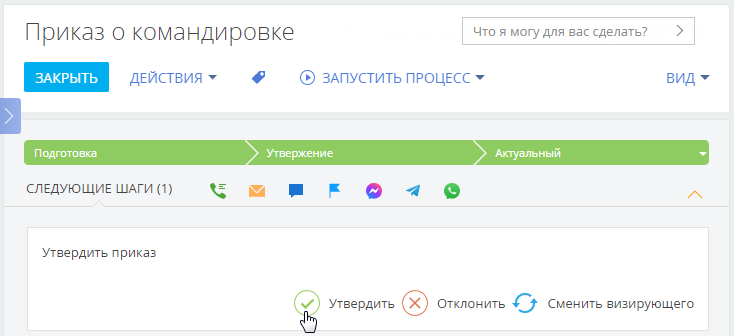 Приказ о командировке
Что я могу для вас сделать?
ЗАКРЫТЬ ДЕЙСТВИЯ ЗАПУСТИТЬ ПРОЦЕСС ВИД
Подготовка Утвержение Актуальный
СЛЕДУЮЩИЕ ШАГИ (1)
Утвердить приказ
Утвердить Отклонить Сменить визирующего